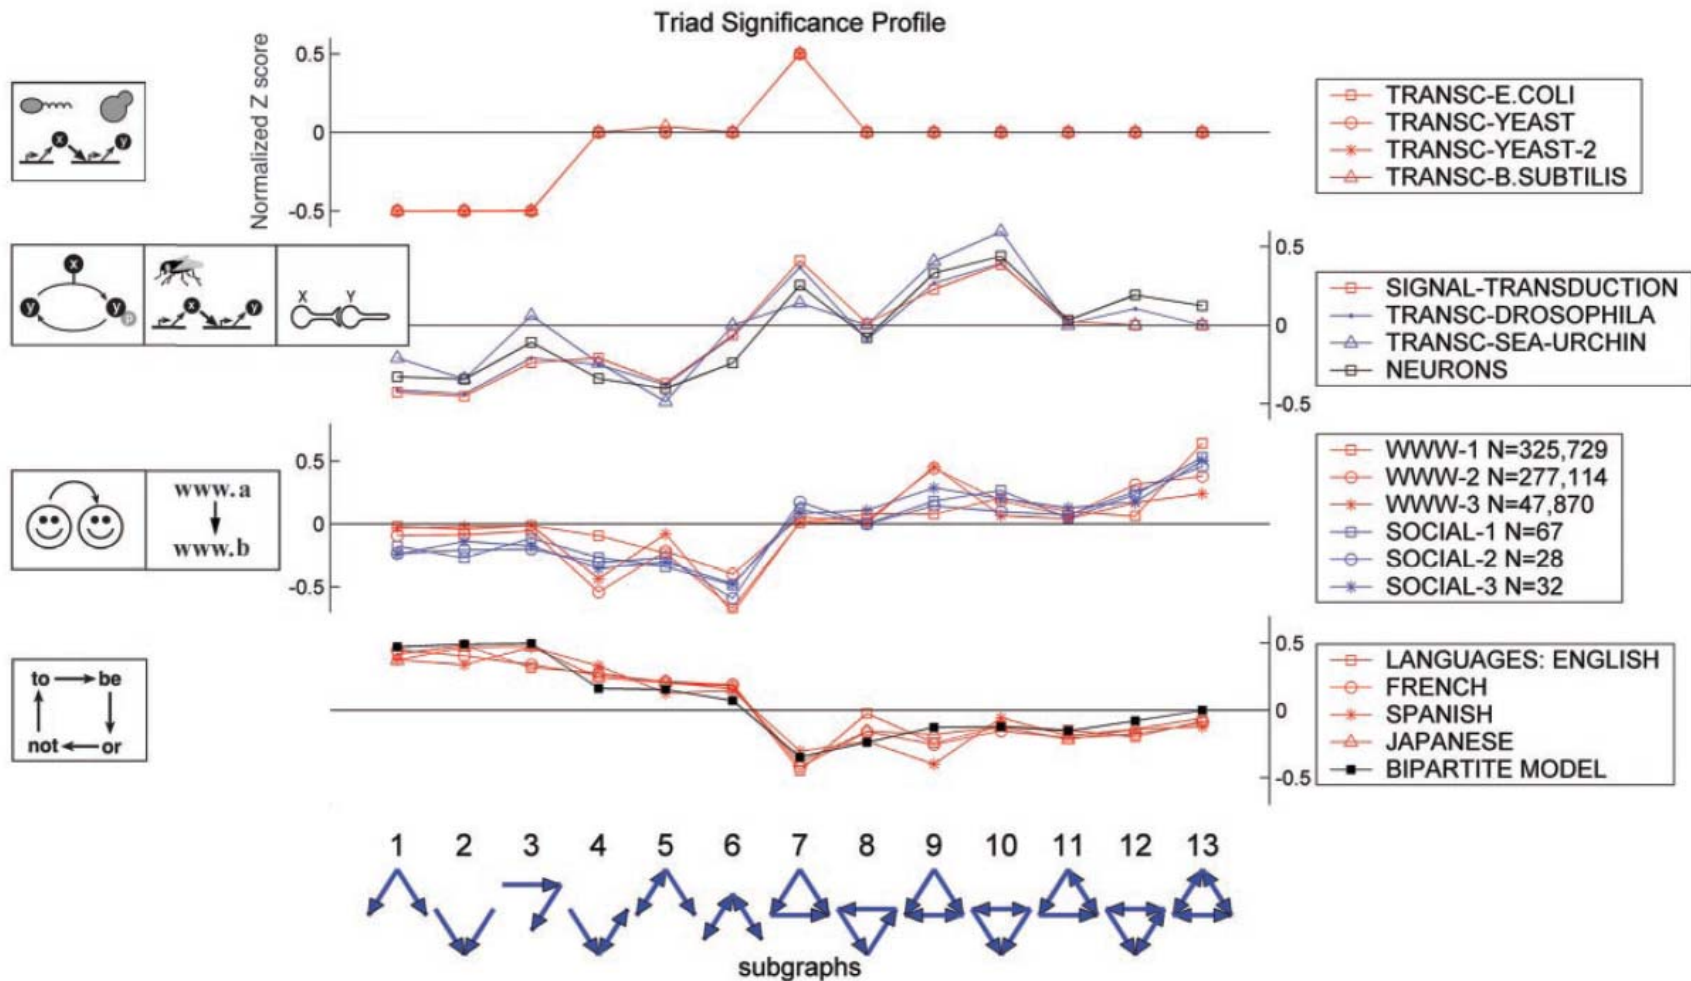 Triad Significance Profile
Normalized Z score
0.5
0
-0.5
x
y
TRANSC-E.COLI
TRANSC-YEAST
TRANSC-YEAST-2
TRANSC-B.SUBTILIS
x
y
y
p
x
y
X
Y
0.5
0
-0.5
SIGNAL-TRANSDUCTION
TRANSC-DROSOPHILA
TRANSC-SEA-URCHIN
NEURONS
www.a
www.b
0.5
0
-0.5
WWW-1 N=325,729
WWW-2 N=277,114
WWW-3 N=47,870
SOCIAL-1 N=67
SOCIAL-2 N=28
SOCIAL-3 N=32
to be
not or
0.5
0
-0.5
LANGUAGES: ENGLISH
FRENCH
SPANISH
JAPANESE
BIPARTITE MODEL
1 2 3 4 5 6 7 8 9 10 11 12 13
subgraphs